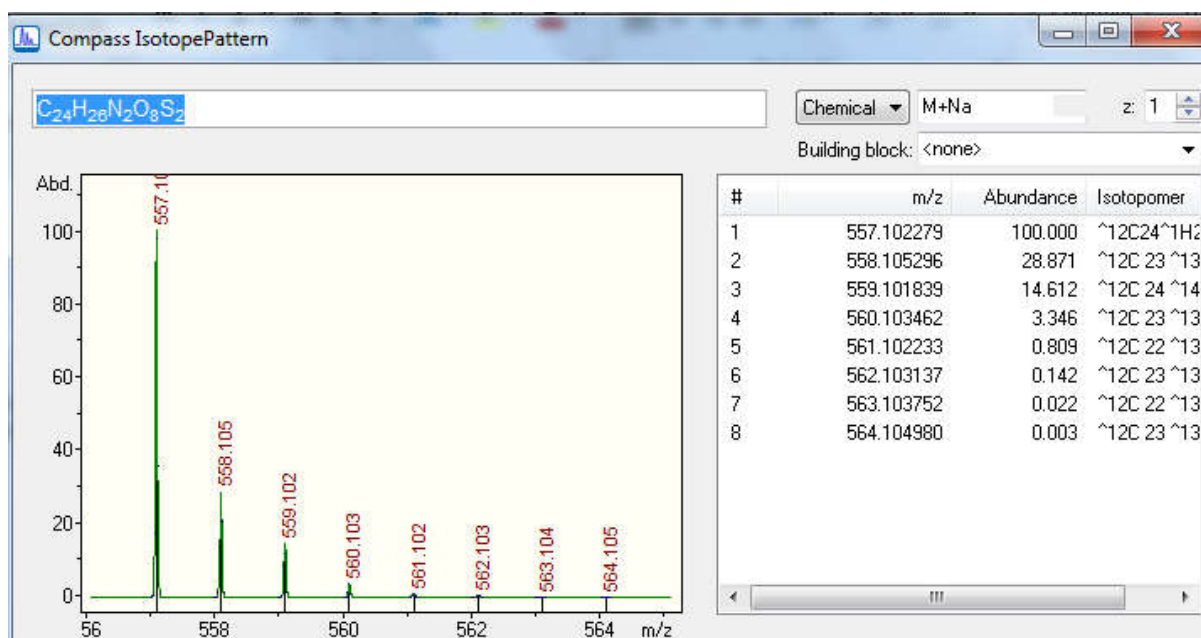 Compass IsotopePattern
C₂₄H₂₆N₂O₈S₂
Chemical M+Na z: 1
Building block: <none>
Abd.
100
80
60
40
20
0
557.10
558.105
559.102
560.103
561.102
562.103
563.104
564.105
56 558 560 562 564 m/z
# m/z Abundance Isotopomer
1 557.102279 100.000 ^12C24^1H2
2 558.105296 28.871 ^12C 23 ^13
3 559.101839 14.612 ^12C 24 ^14
4 560.103462 3.346 ^12C 23 ^13
5 561.102233 0.809 ^12C 22 ^13
6 562.103137 0.142 ^12C 23 ^13
7 563.103752 0.022 ^12C 22 ^13
8 564.104980 0.003 ^12C 23 ^13